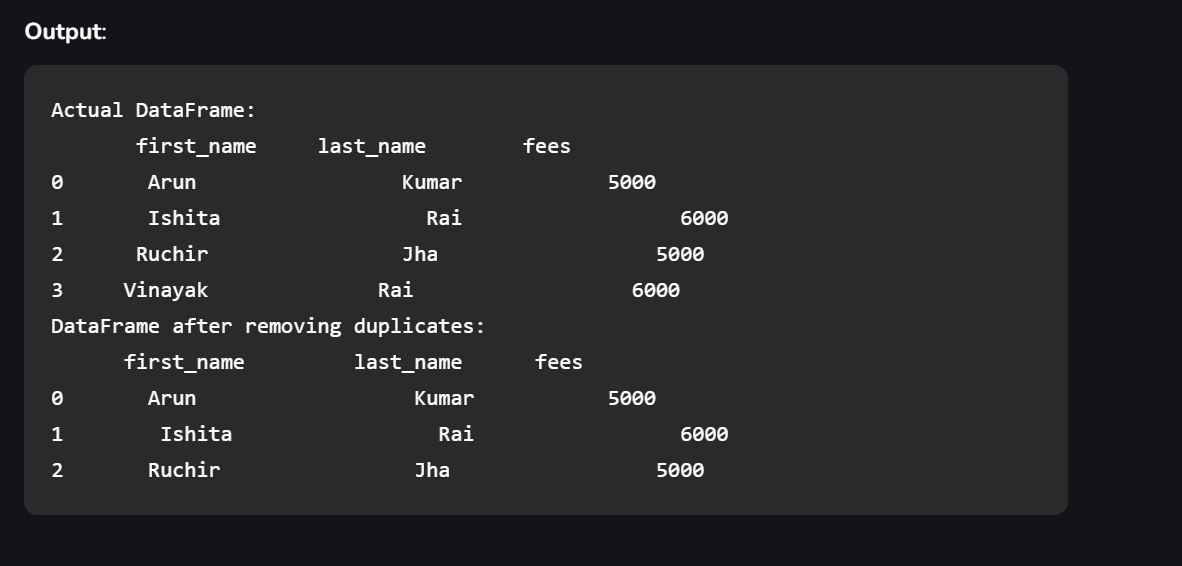 Output:
Actual DataFrame:
first_name last_name fees
0 Arun Kumar 5000
1 Ishita Rai 6000
2 Ruchir Jha 5000
3 Vinayak Rai 6000
DataFrame after removing duplicates:
first_name last_name fees
0 Arun Kumar 5000
1 Ishita Rai 6000
2 Ruchir Jha 5000